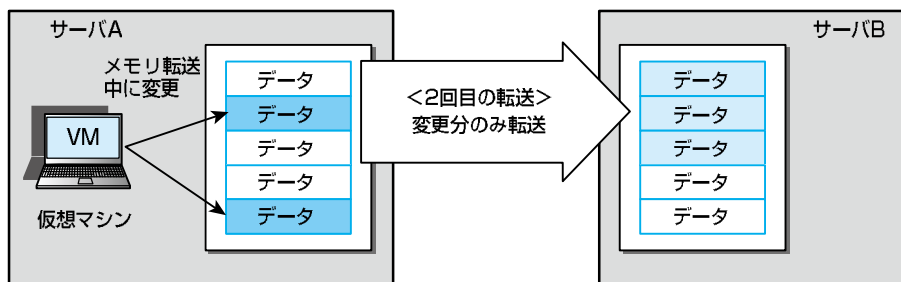 サーバA
メモリ転送
中に変更
VM
仮想マシン
データ
データ
データ
データ
データ
<2回目の転送>
変更分のみ転送
サーバB
データ
データ
データ
データ
データ